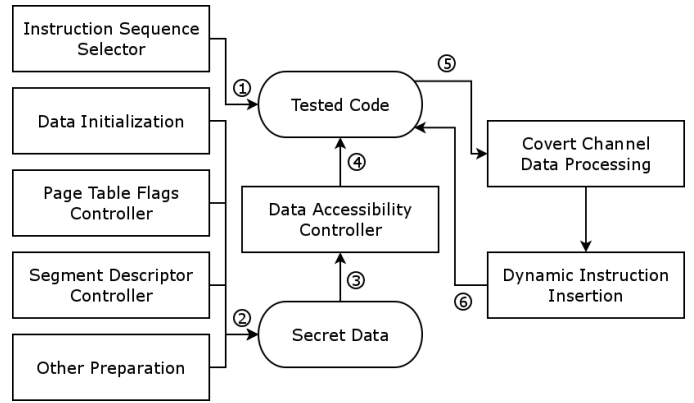 Instruction Sequence
Selector
①
Tested Code
⑤
Data Initialization
Covert Channel
Data Processing
④
Page Table Flags
Controller
Data Accessibility
Controller
Segment Descriptor
Controller
③
Dynamic Instruction
Insertion
⑥
②
Secret Data
Other Preparation